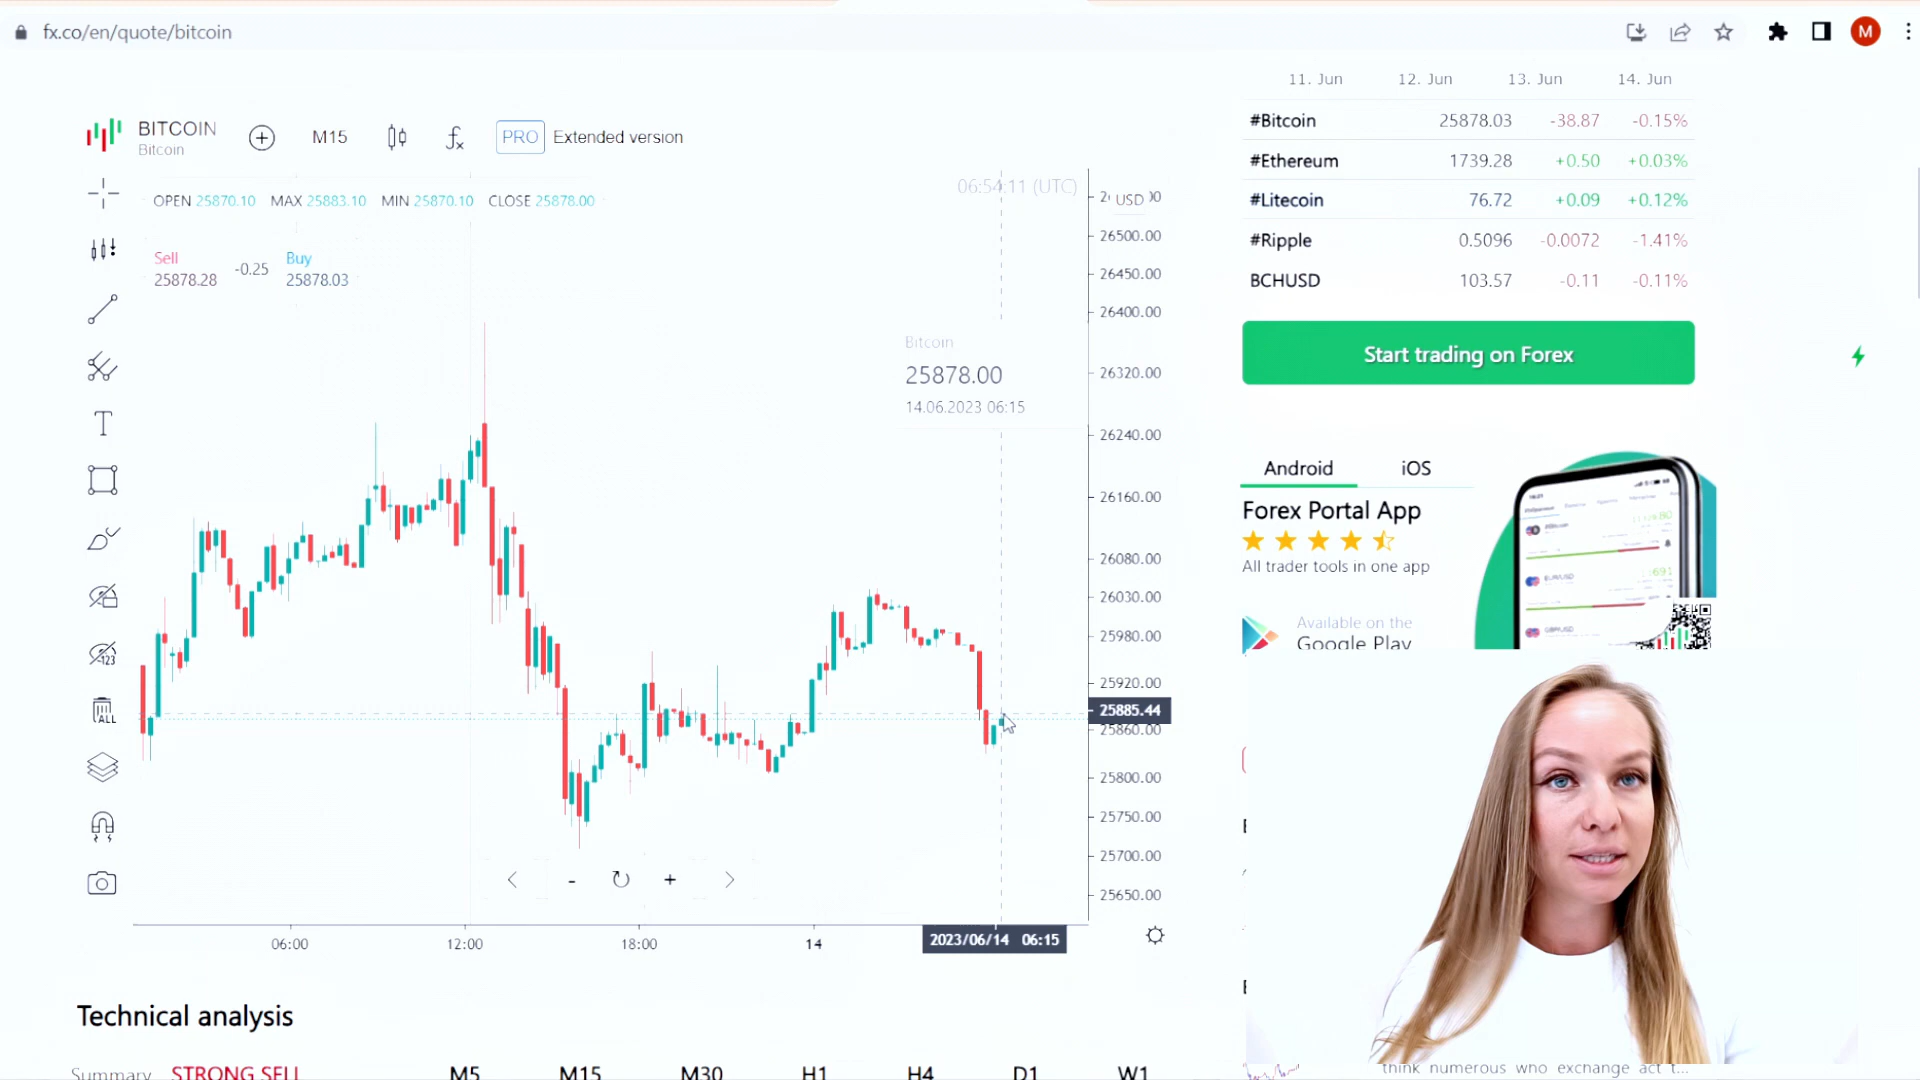 fx.co/en/quote/bitcoin
M
11. Jun 12. Jun 13. Jun 14. Jun
BITCOIN
Bitcoin
M15
PRO Extended version
#Bitcoin 25878.03 -38.87 -0.15%
#Ethereum 1739.28 +0.50 +0.03%
#Litecoin 76.72 +0.09 +0.12%
#Ripple 0.5096 -0.0072 -1.41%
BCHUSD 103.57 -0.11 -0.11%
06:54:11 (UTC)
OPEN 25870.10 MAX 25883.10 MIN 25870.10 CLOSE 25878.00
USD
Sell
25878.28
-0.25
Buy
25878.03
26500.00
26450.00
26400.00
26320.00
26240.00
26160.00
26080.00
26030.00
25980.00
25920.00
25885.44
25860.00
25800.00
25750.00
25700.00
25650.00
Bitcoin
25878.00
14.06.2023 06:15
T
123
ALL
Start trading on Forex
Android iOS
Forex Portal App
All trader tools in one app
Available on the
Google Play
06:00 12:00 18:00 14 2023/06/14 06:15
Technical analysis
Summary STRONG SELL M5 M15 M30 H1 H4 D1 W1
think numerous who exchange act t...